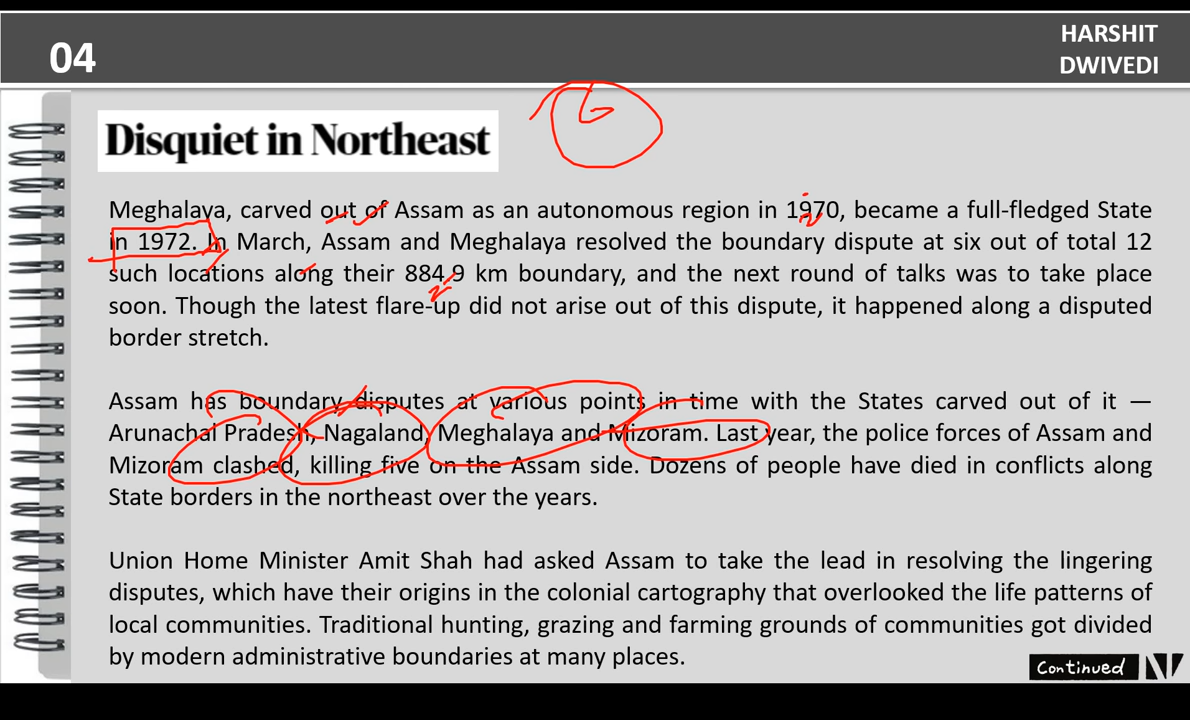 04
HARSHIT
DWIVEDI
Disquiet in Northeast
6
Meghalaya, carved out of Assam as an autonomous region in 1970, became a full-fledged State
in 1972. In March, Assam and Meghalaya resolved the boundary dispute at six out of total 12
such locations along their 884.9 km boundary, and the next round of talks was to take place
soon. Though the latest flare-up did not arise out of this dispute, it happened along a disputed
border stretch.
Assam has boundary disputes at various points in time with the States carved out of it —
Arunachal Pradesh, Nagaland, Meghalaya and Mizoram. Last year, the police forces of Assam and
Mizoram clashed, killing five on the Assam side. Dozens of people have died in conflicts along
State borders in the northeast over the years.
Union Home Minister Amit Shah had asked Assam to take the lead in resolving the lingering
disputes, which have their origins in the colonial cartography that overlooked the life patterns of
local communities. Traditional hunting, grazing and farming grounds of communities got divided
by modern administrative boundaries at many places.
Continued